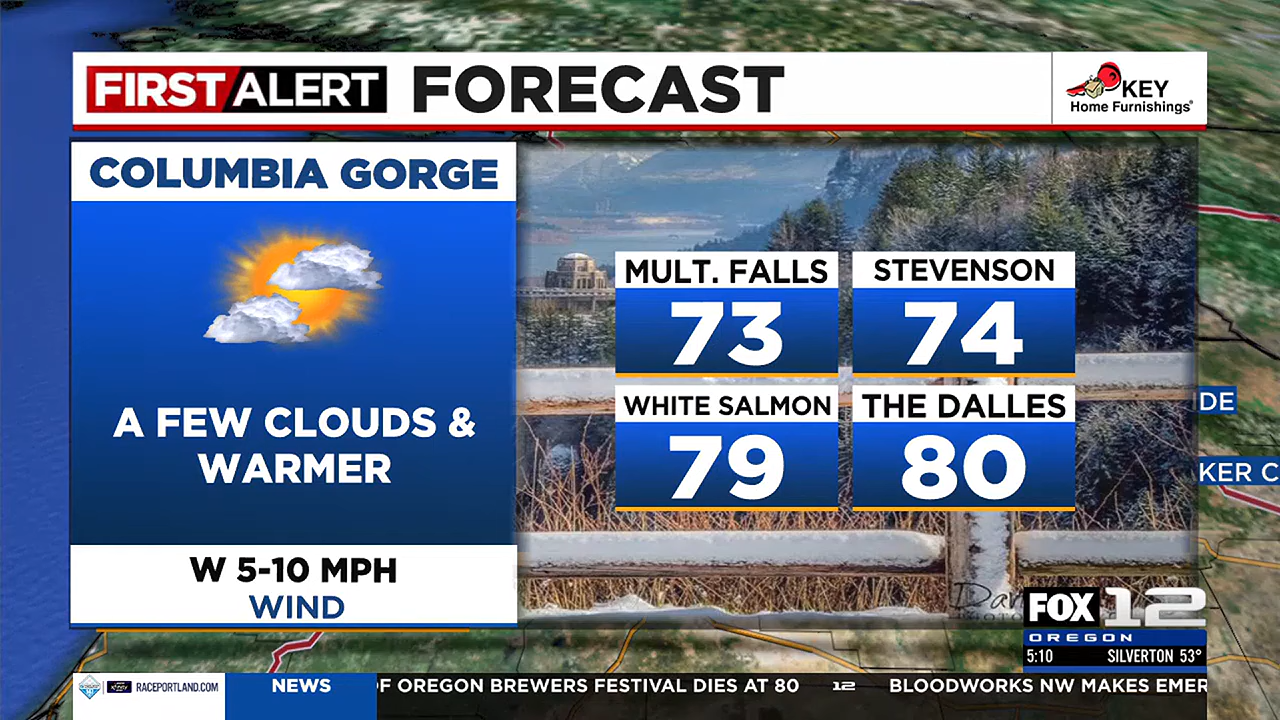 FIRST ALERT FORECAST
KEY
Home Furnishings
COLUMBIA GORGE
A FEW CLOUDS &
WARMER
W 5-10 MPH
WIND
MULT. FALLS
73
STEVENSON
74
WHITE SALMON
79
THE DALLES
80
DE
KER C
FOX 12
OREGON
5:10 SILVERTON 53°
RACEPORTLAND.COM
NEWS
OF OREGON BREWERS FESTIVAL DIES AT 80 12 BLOODWORKS NW MAKES EMER